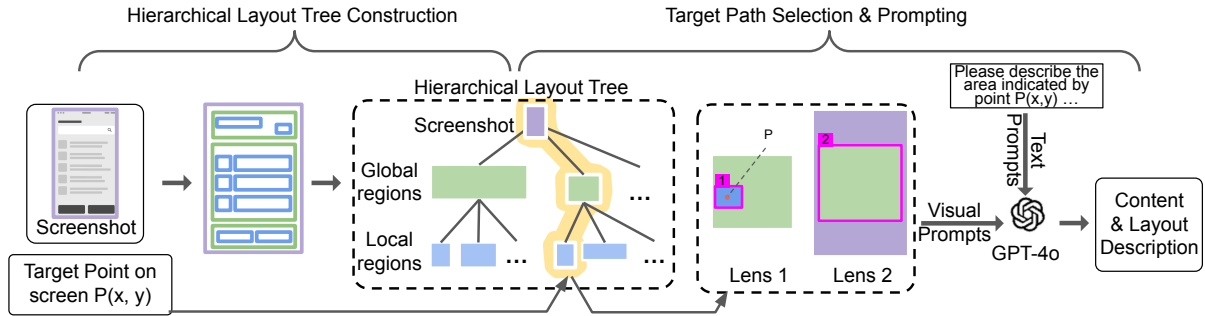 Hierarchical Layout Tree Construction
Target Path Selection & Prompting
Hierarchical Layout Tree
Screenshot
Global
regions
...
Local
regions
...
...
Screenshot
Target Point on
screen P(x, y)
P
1
2
Lens 1
Lens 2
Please describe the
area indicated by
point P(x,y) ...
Text
Prompts
Visual
Prompts
GPT-4o
Content
& Layout
Description